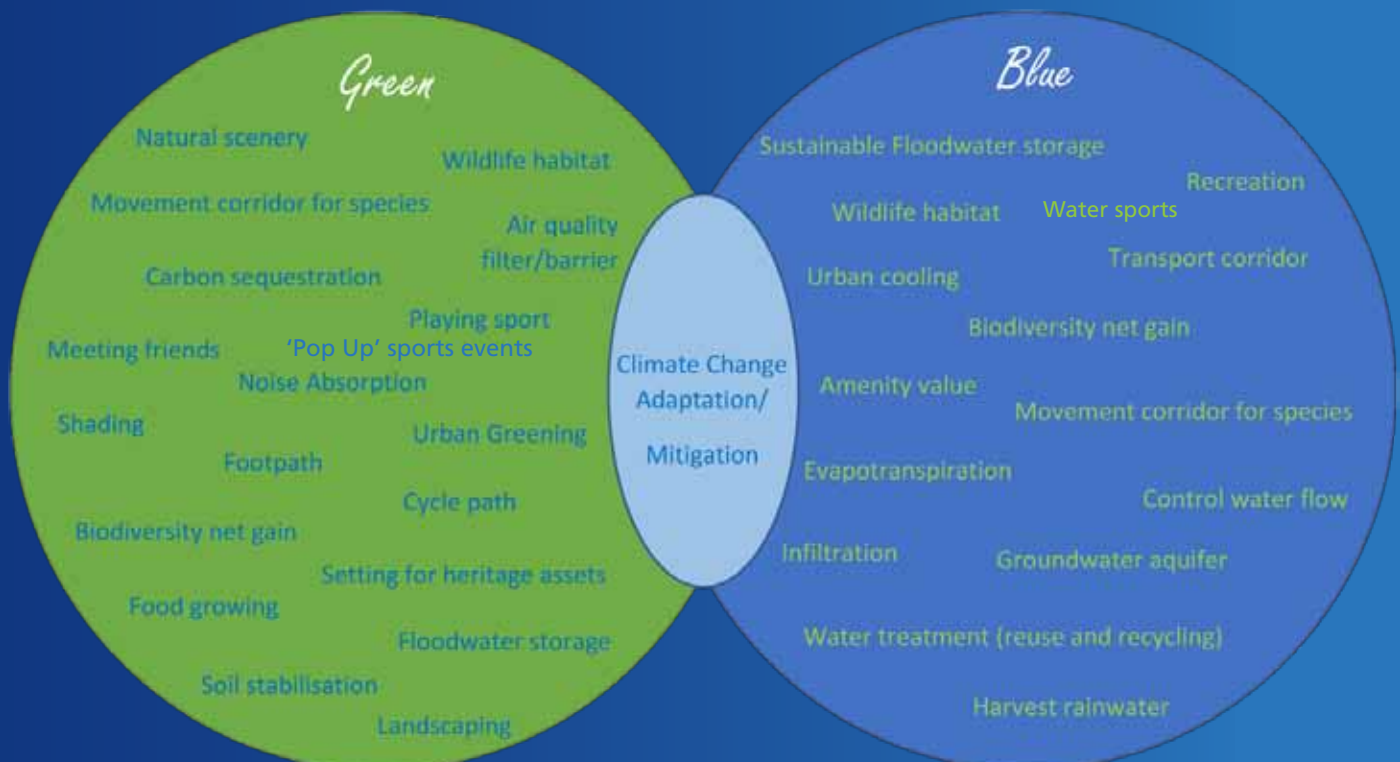 Green
Natural scenery
Wildlife habitat
Movement corridor for species
Air quality
filter/barrier
Carbon sequestration
Playing sport
'Pop Up' sports events
Meeting friends
Noise Absorption
Shading
Urban Greening
Footpath
Cycle path
Biodiversity net gain
Setting for heritage assets
Food growing
Floodwater storage
Soil stabilisation
Landscaping
Climate Change
Adaptation/
Mitigation
Blue
Sustainable Floodwater storage
Recreation
Wildlife habitat
Water sports
Transport corridor
Urban cooling
Biodiversity net gain
Amenity value
Movement corridor for species
Evapotranspiration
Control water flow
Infiltration
Groundwater aquifer
Water treatment (reuse and recycling)
Harvest rainwater